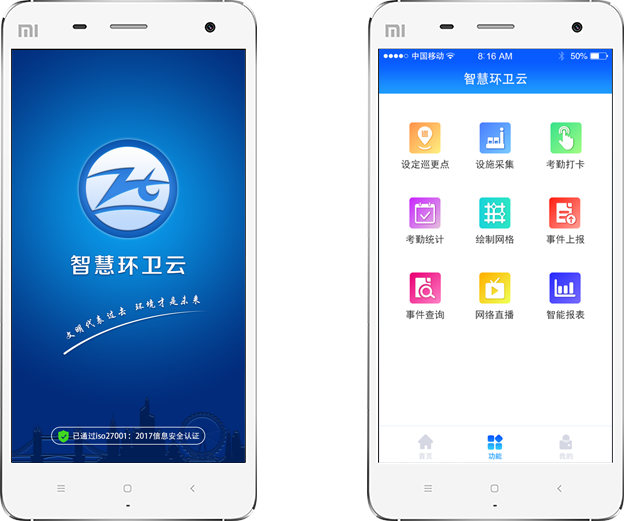 MI
智慧环卫云
文明代表过去 环境才是未来
已通过iso27001：2017信息安全认证
MI
中国移动
8:16 AM
50%
智慧环卫云
设定巡更点
设施采集
考勤打卡
考勤统计
绘制网格
事件上报
事件查询
网络直播
智能报表
首页
功能
我的